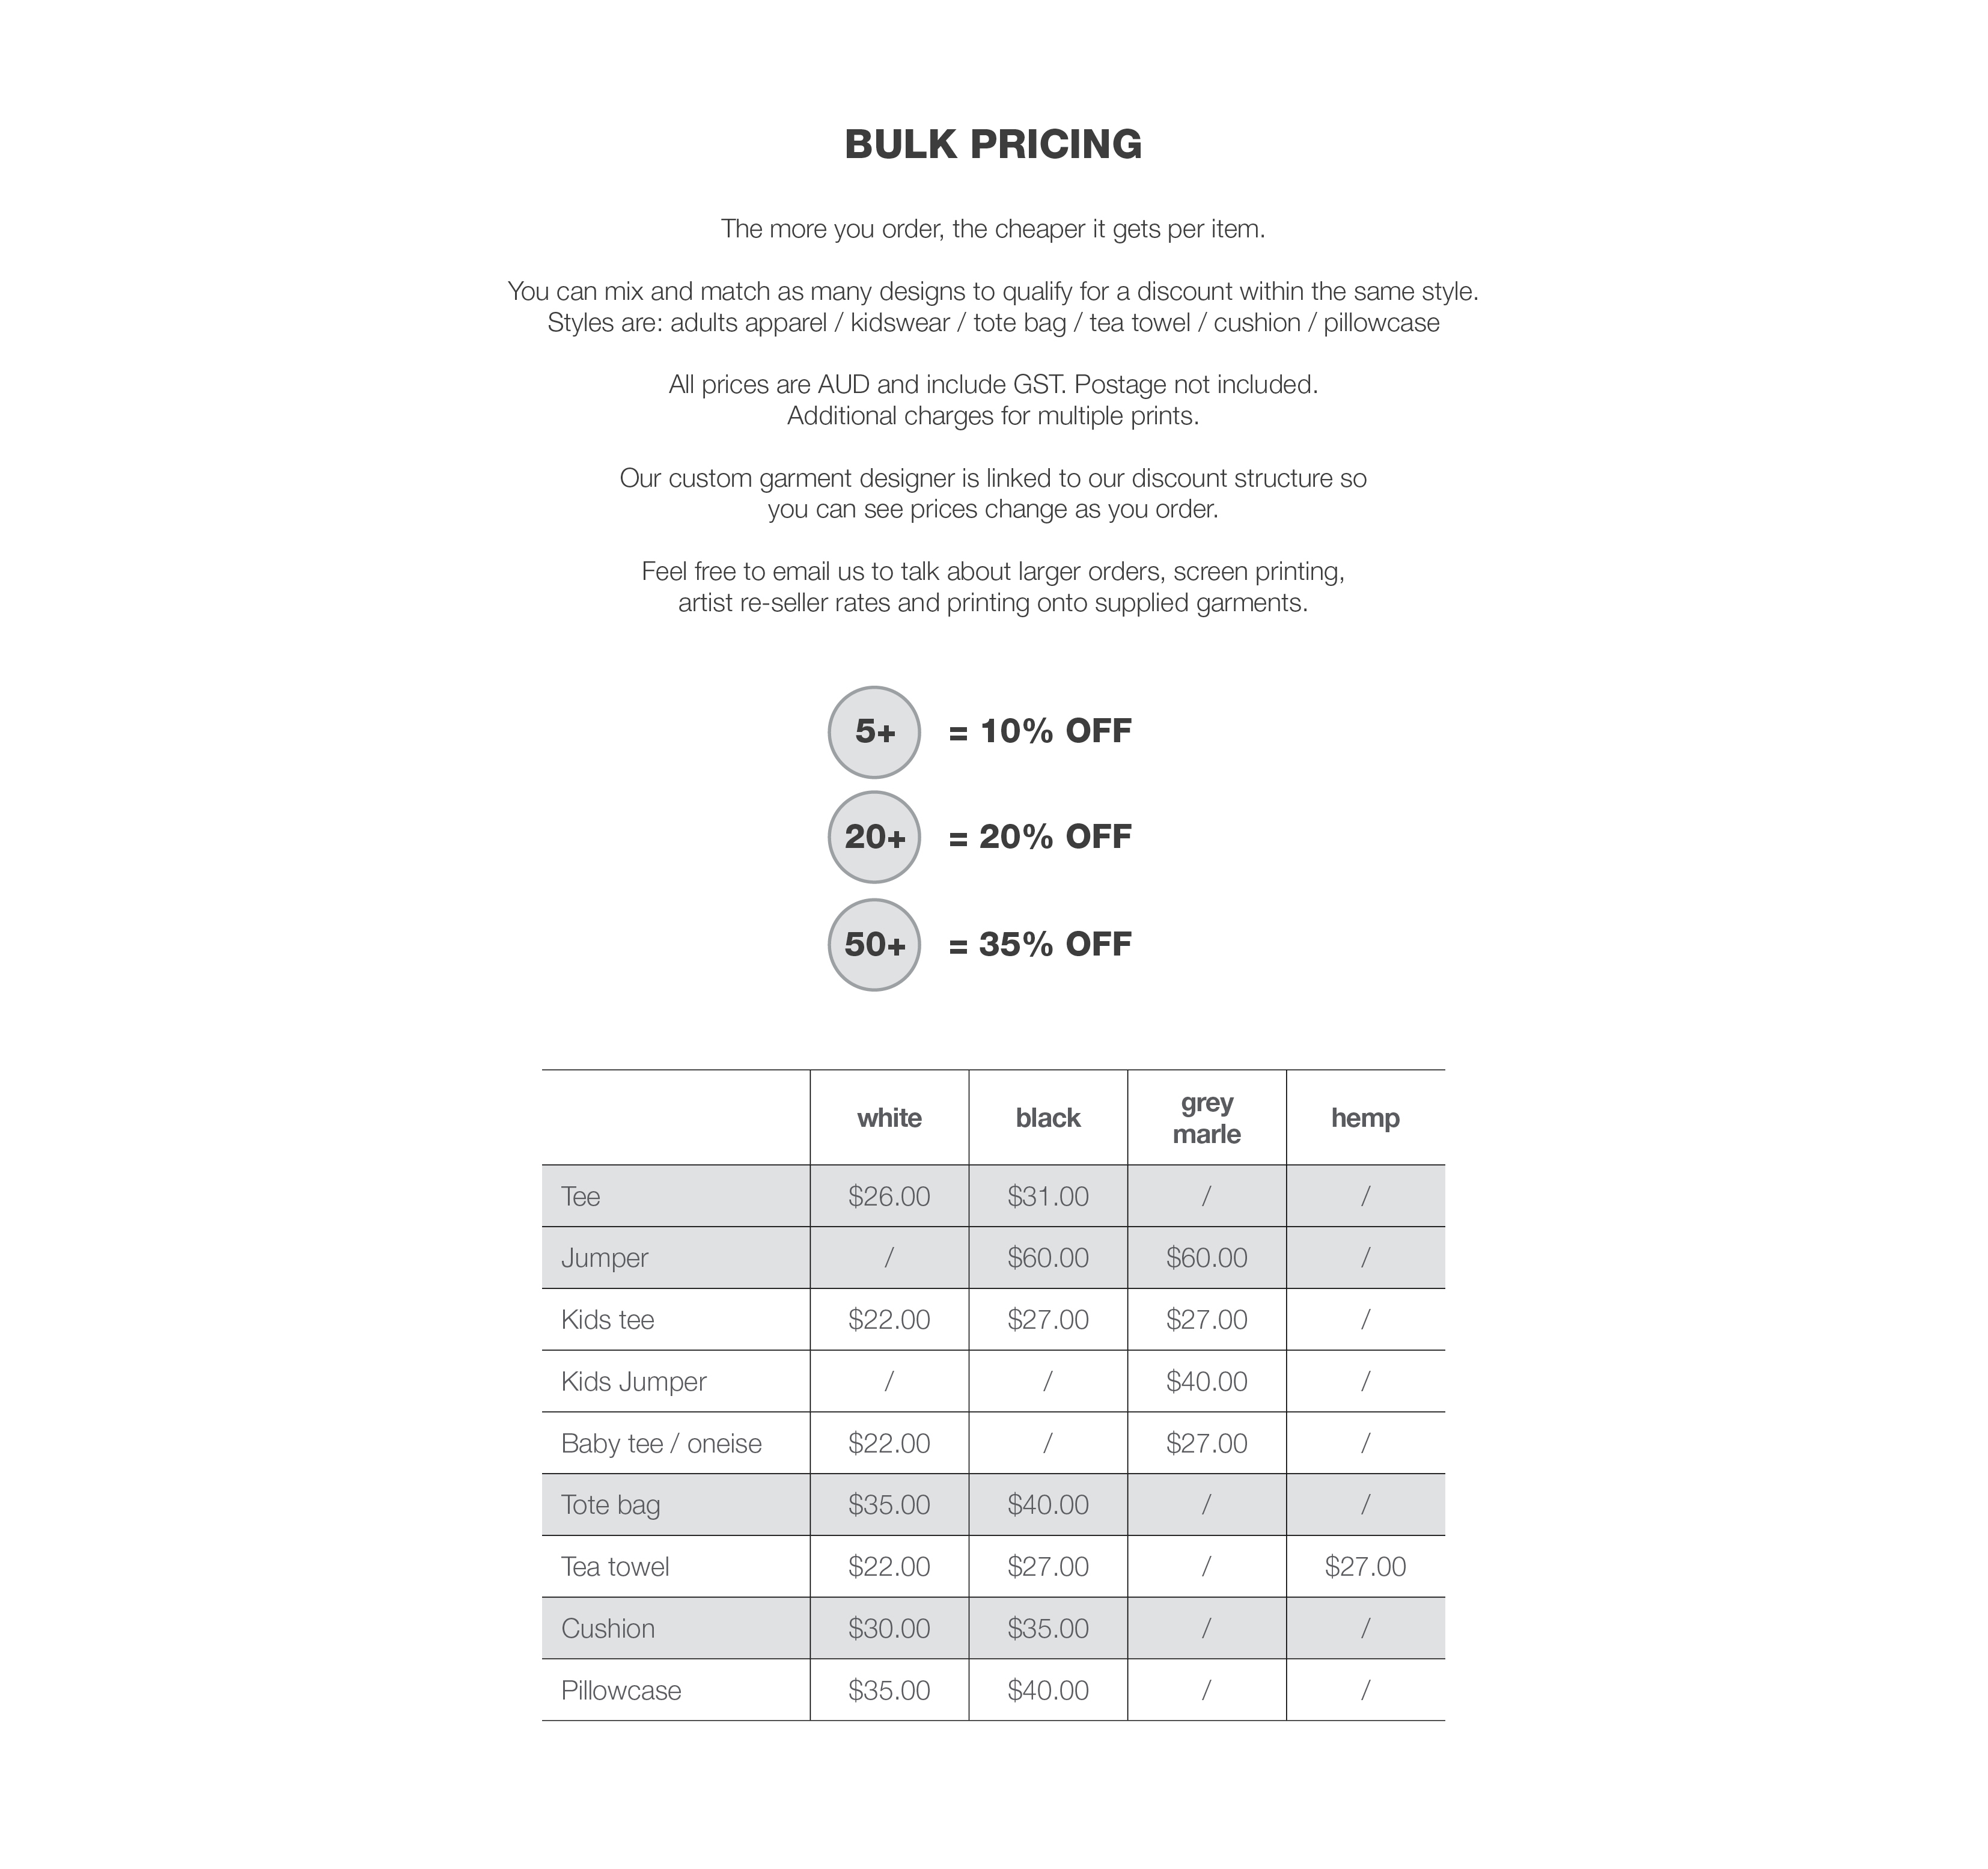 BULK PRICING
The more you order, the cheaper it gets per item.
You can mix and match as many designs to qualify for a discount within the same style.
Styles are: adults apparel / kidswear / tote bag / tea towel / cushion / pillowcase
All prices are AUD and include GST. Postage not included.
Additional charges for multiple prints.
Our custom garment designer is linked to our discount structure so
you can see prices change as you order.
Feel free to email us to talk about larger orders, screen printing,
artist re-seller rates and printing onto supplied garments.
5+ = 10% OFF
20+ = 20% OFF
50+ = 35% OFF
white black grey marle hemp
Tee $26.00 $31.00 / /
Jumper / $60.00 $60.00 /
Kids tee $22.00 $27.00 $27.00 /
Kids Jumper / / $40.00 /
Baby tee / oneise $22.00 / $27.00 /
Tote bag $35.00 $40.00 / /
Tea towel $22.00 $27.00 / $27.00
Cushion $30.00 $35.00 / /
Pillowcase $35.00 $40.00 / /